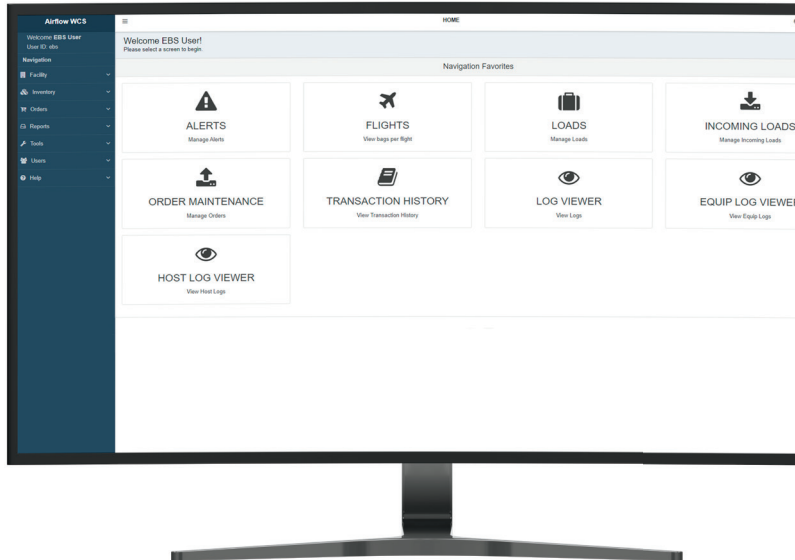 Airflow WCS
HOME
Welcome EBS User
User ID: ebs
Navigation
Facility
Inventory
Orders
Reports
Tools
Users
Help
Welcome EBS User!
Please select a screen to begin
Navigation Favorites
ALERTS
Manage Alerts
FLIGHTS
View bags per flight
LOADS
Manage Loads
INCOMING LOADS
Manage Incoming Loads
ORDER MAINTENANCE
Manage Orders
TRANSACTION HISTORY
View Transaction History
LOG VIEWER
View Logs
EQUIP LOG VIEWER
View Equip Logs
HOST LOG VIEWER
View Host Logs